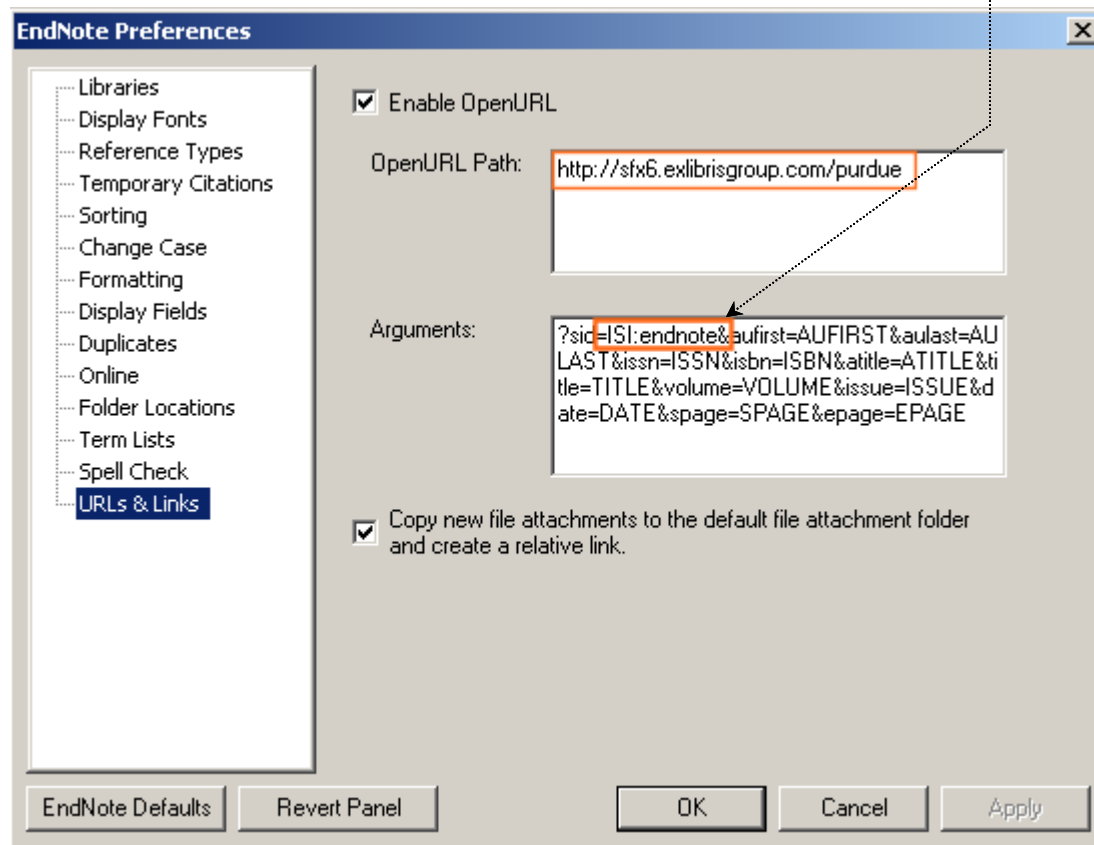 EndNote Preferences
Libraries
Display Fonts
Reference Types
Temporary Citations
Sorting
Change Case
Formatting
Display Fields
Duplicates
Online
Folder Locations
Term Lists
Spell Check
URLs & Links
Enable OpenURL
OpenURL Path:
http://sfx6.exlibrisgroup.com/purdue
Arguments:
?sid=ISI:endnote&aufirst=AUFIRST&aulast=AU
LAST&issn=ISSN&isbn=ISBN&atitle=ATITLE&ti
tle=TITLE&volume=VOLUME&issue=ISSUE&d
ate=DATE&spage=SPAGE&epage=EPAGE
Copy new file attachments to the default file attachment folder
and create a relative link.
EndNote Defaults
Revert Panel
OK
Cancel
Apply